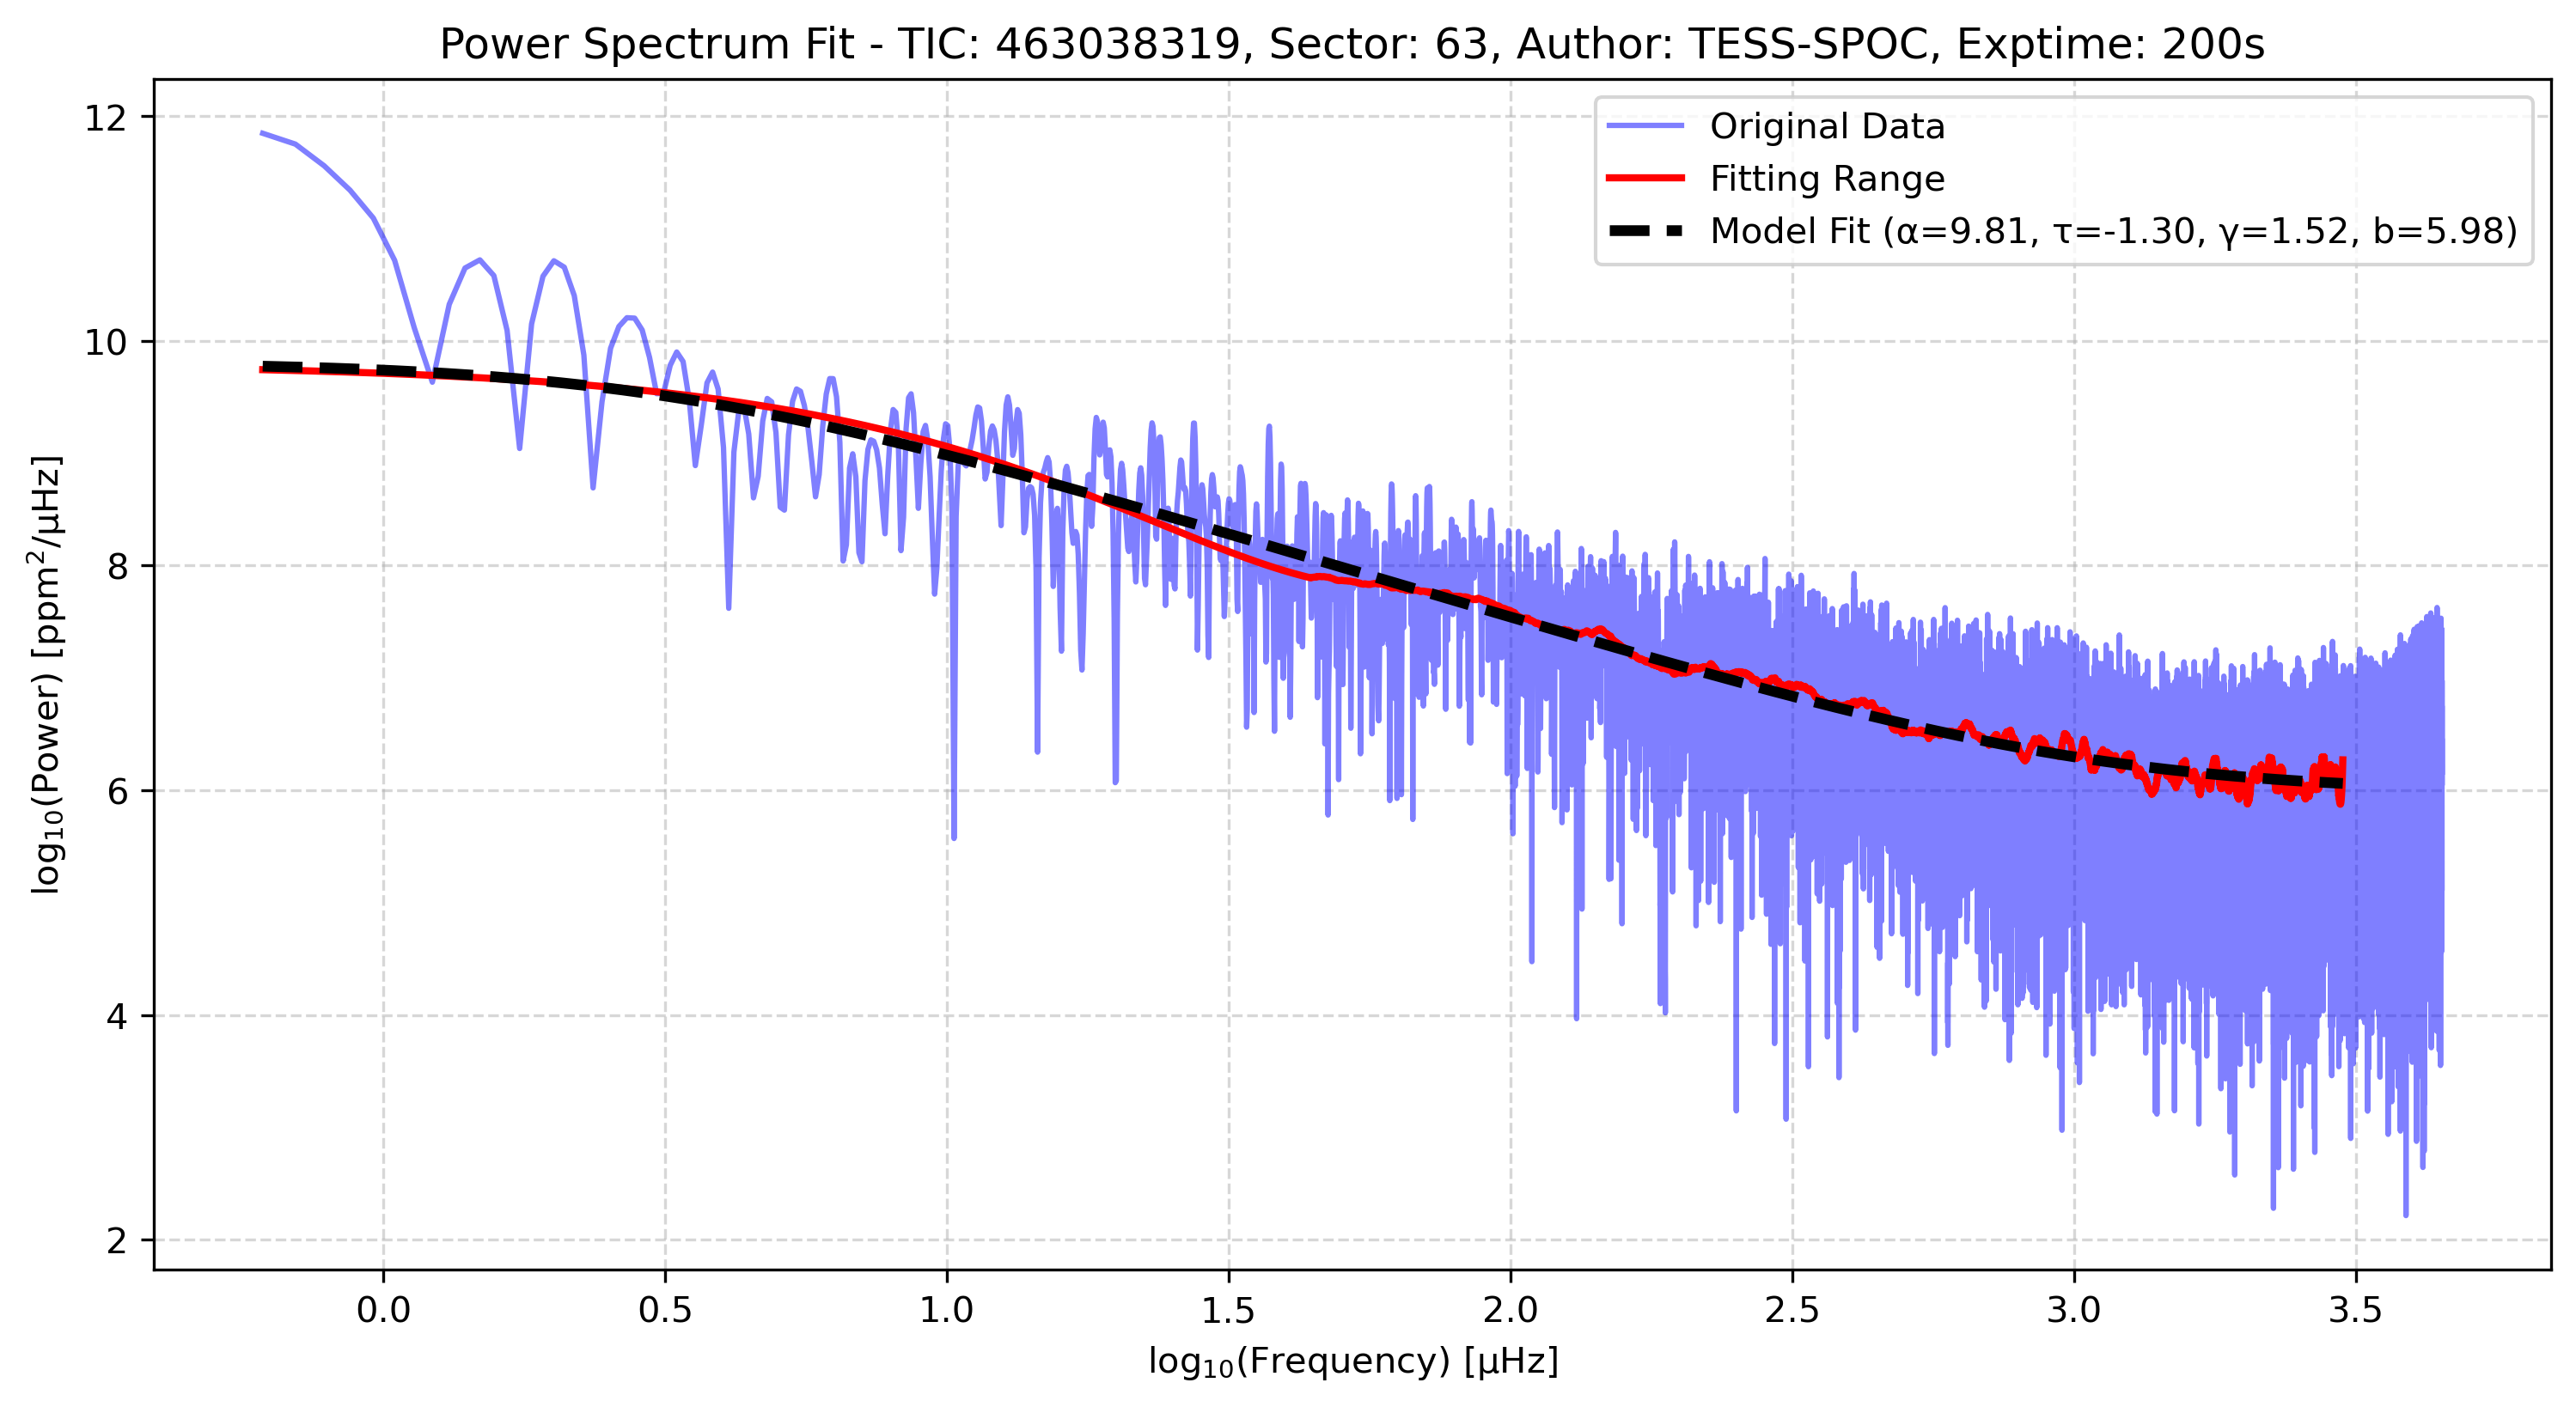 Power Spectrum Fit - TIC: 463038319, Sector: 63, Author: TESS-SPOC, Exptime: 200s
Original Data
Fitting Range
Model Fit (α=9.81, τ=-1.30, γ=1.52, b=5.98)
log₁₀(Power) [ppm²/μHz]
12
10
8
6
4
2
0.0 0.5 1.0 1.5 2.0 2.5 3.0 3.5
log₁₀(Frequency) [μHz]